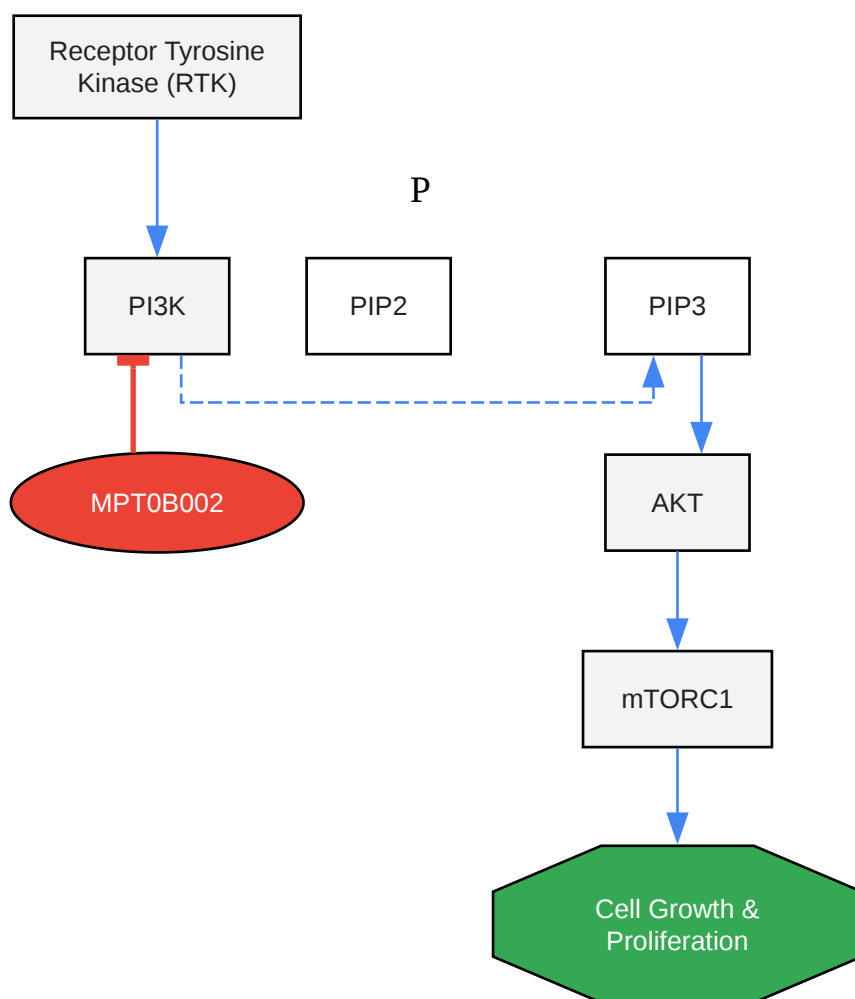 Receptor Tyrosine
Kinase (RTK)
P
PI3K
PIP2
PIP3
MPT0B002
AKT
mTORC1
Cell Growth &
Proliferation